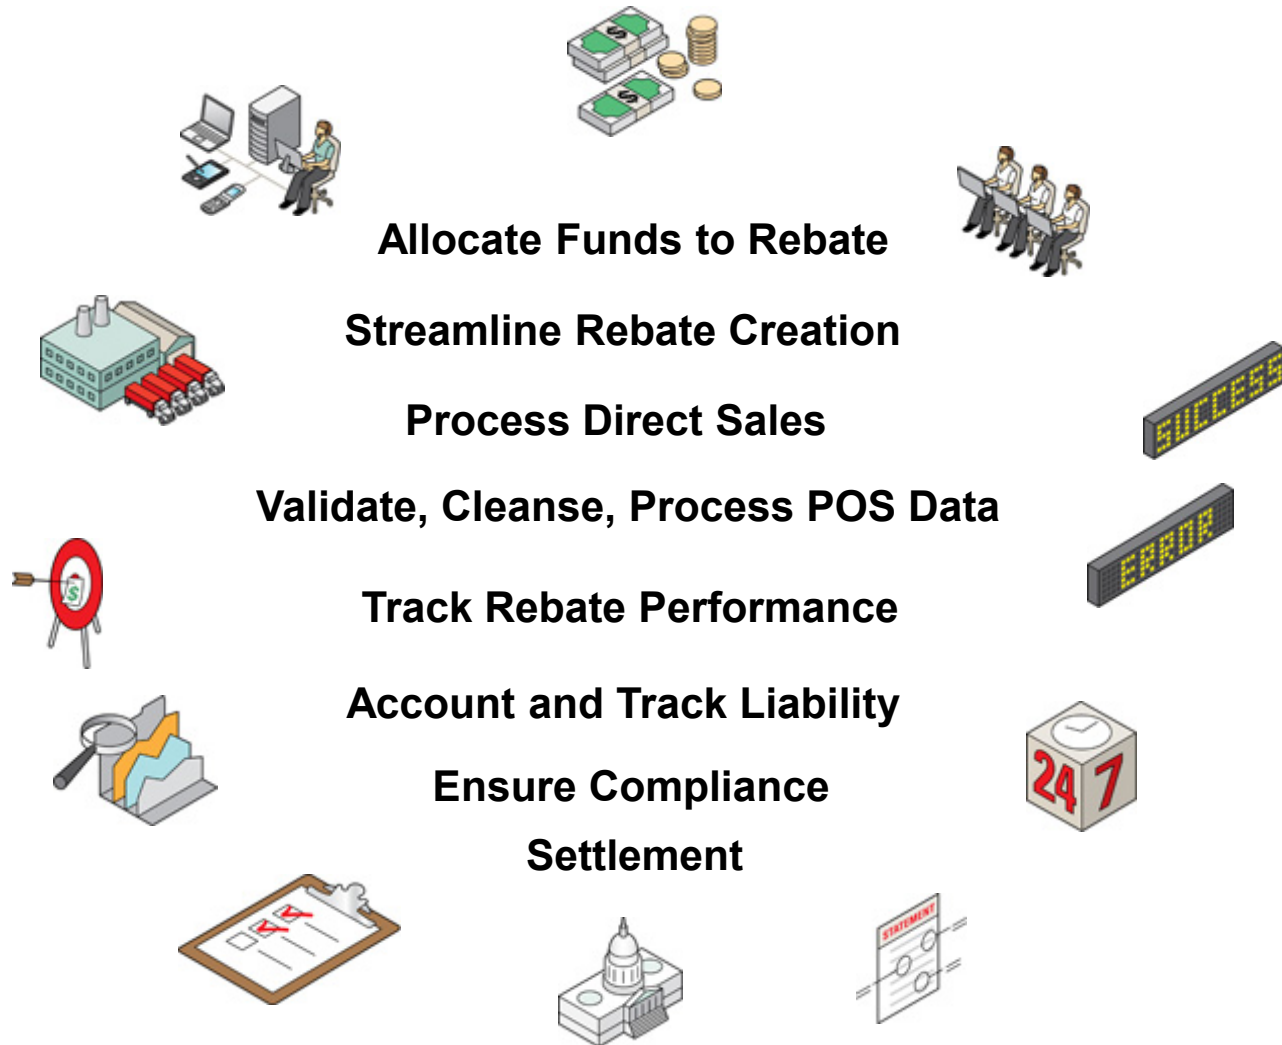 Allocate Funds to Rebate
Streamline Rebate Creation
SUCCESS
Process Direct Sales
Validate, Cleanse, Process POS Data
ERROR
$
Track Rebate Performance
Account and Track Liability
24 7
Ensure Compliance
Settlement
STATEMENT